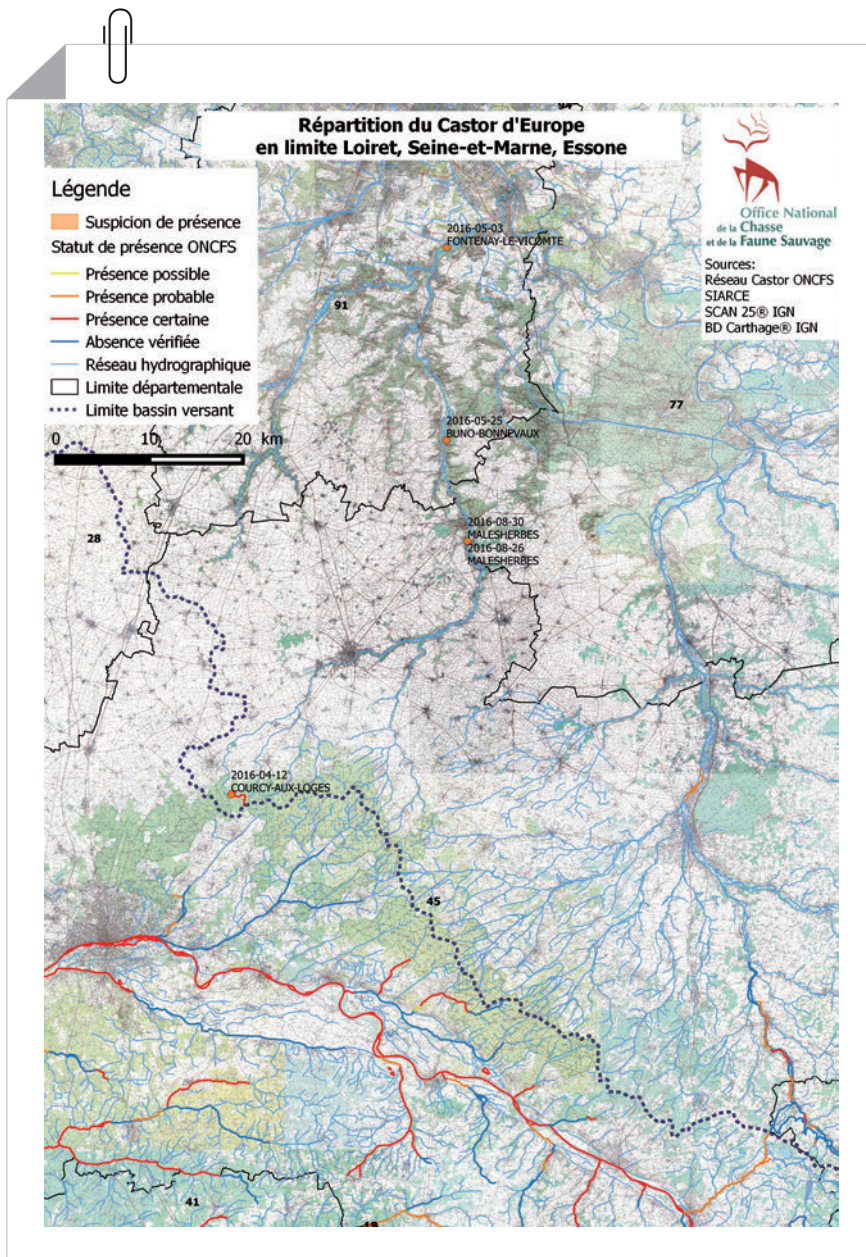 Répartition du Castor d'Europe
en limite Loiret, Seine-et-Marne, Essone
Légende
Suspicion de présence
Statut de présence ONCFS
Présence possible
Présence probable
Présence certaine
Absence vérifiée
Réseau hydrographique
Limite départementale
Limite bassin versant
0 10 20 km
Office National
de la Chasse
et de la Faune Sauvage
Sources:
Réseau Castor ONCFS
SIARCE
SCAN 25® IGN
BD Carthage® IGN
2016-05-03
FONTENAY-LE-VICOMTE
91
77
2016-05-25
BUNO-BONNEVAUX
2016-08-30
MALESHERBES
2016-08-26
MALESHERBES
28
2016-04-12
COURCY-AUX-LOGES
45
41